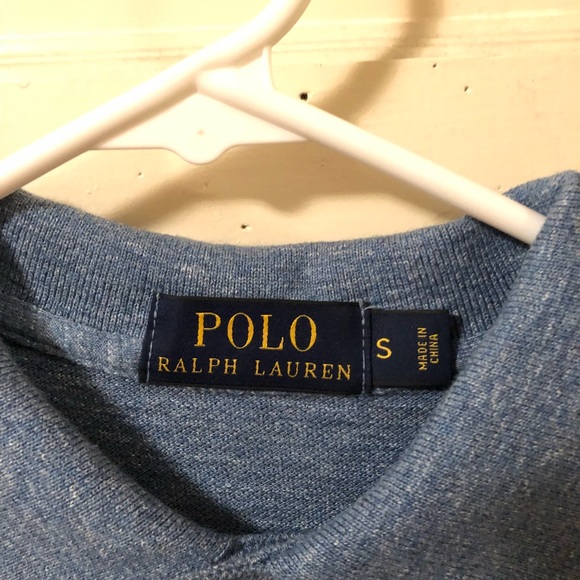 POLO
RALPH LAUREN
S
MADE IN
CHINA